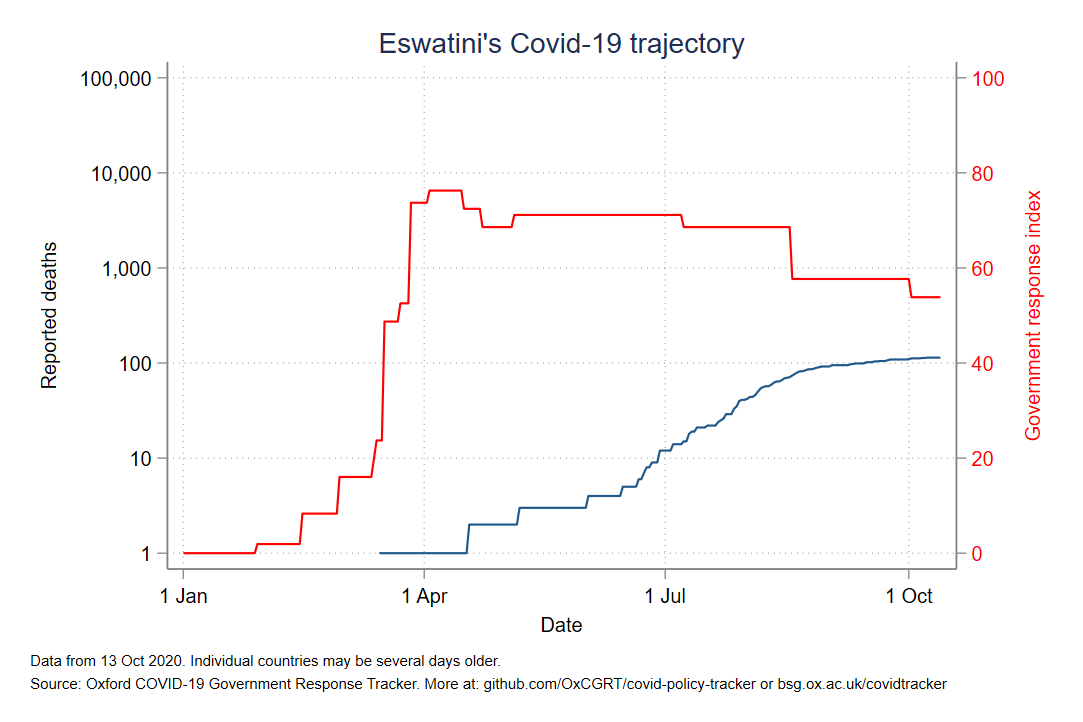 Eswatini's Covid-19 trajectory
100,000
10,000
1,000
100
10
1
Reported deaths
100
80
60
40
20
0
Government response index
1 Jan
1 Apr
1 Jul
1 Oct
Date
Data from 13 Oct 2020. Individual countries may be several days older.
Source: Oxford COVID-19 Government Response Tracker. More at: github.com/OxCGRT/covid-policy-tracker or bsg.ox.ac.uk/covidtracker